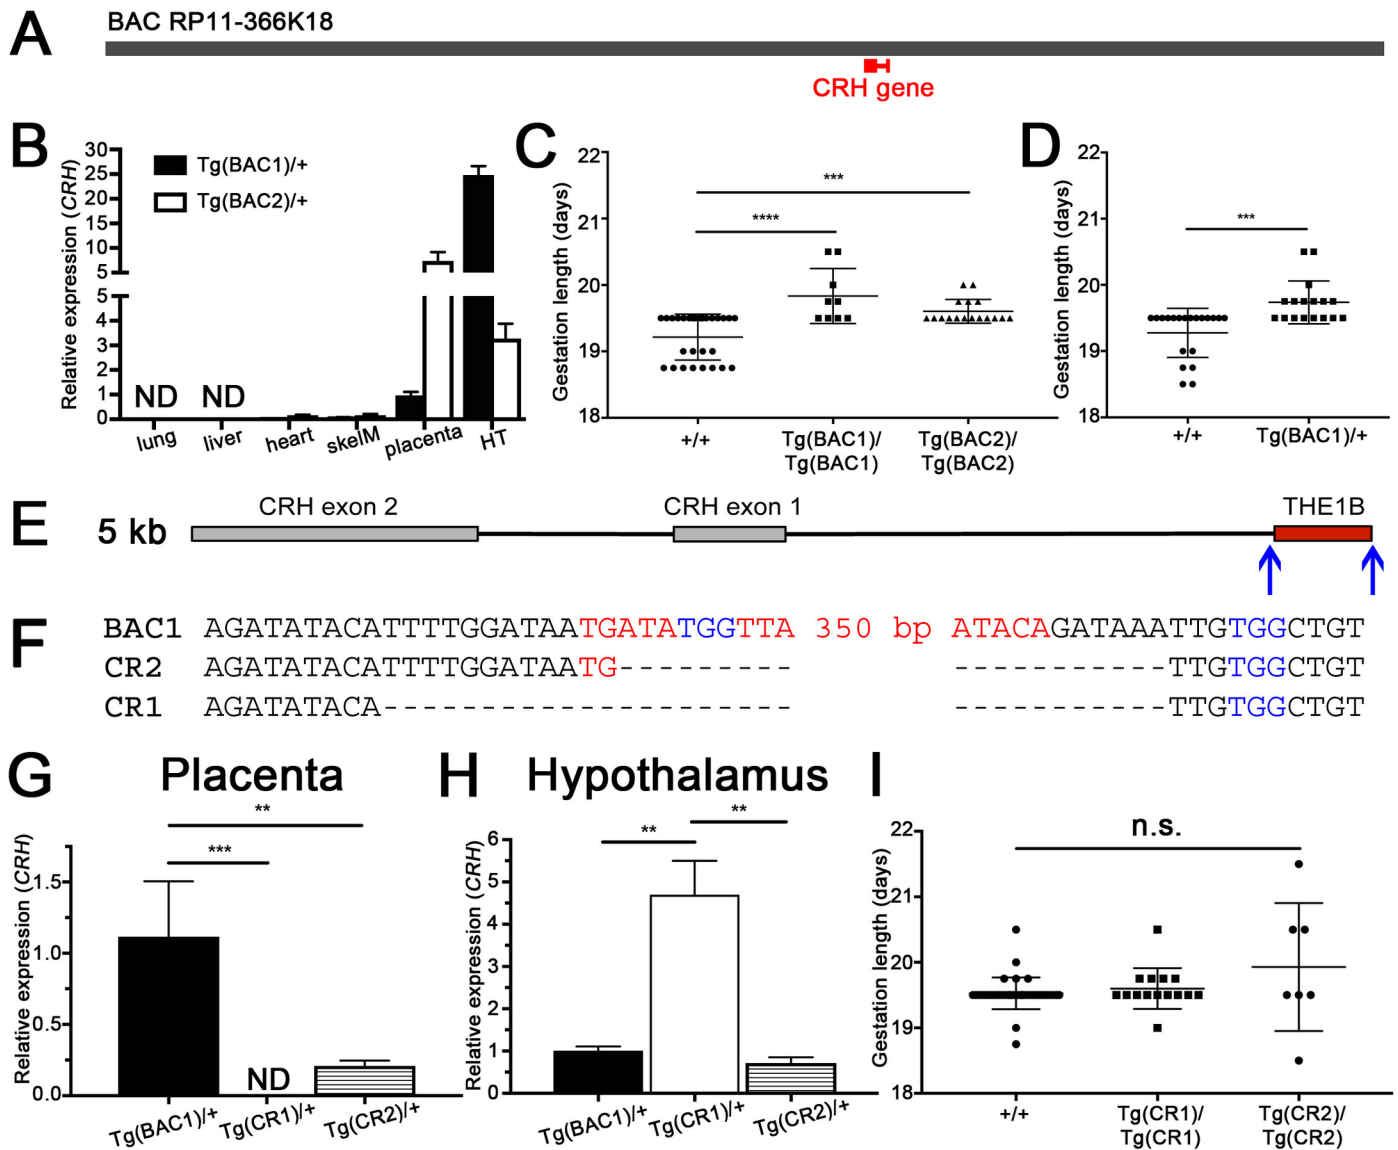 A
BAC RP11-366K18
CRH gene
B
Relative expression (CRH)
30
25
20
15
10
5
5
4
3
2
1
0
Tg(BAC1)/+
Tg(BAC2)/+
ND
ND
lung
liver
heart
skelM
placenta
HT
C
Gestation length (days)
22
21
20
19
18
****
***
+/+
Tg(BAC1)/
Tg(BAC1)
Tg(BAC2)/
Tg(BAC2)
D
Gestation length (days)
22
21
20
19
18
***
+/+
Tg(BAC1)/+
E
5 kb
CRH exon 2
CRH exon 1
THE1B
F
BAC1 AGATATACATTTTGGATAATGATATGGTTA 350 bp ATACAGATAAATTGTGGCTGT
CR2 AGATATACATTTTGGATAATG--------- -----------TTGTGGCTGT
CR1 AGATATACA--------------------- -----------TTGTGGCTGT
G
Placenta
Relative expression (CRH)
1.5
1.0
0.5
0.0
**
***
ND
Tg(BAC1)/+
Tg(CR1)/+
Tg(CR2)/+
H
Hypothalamus
Relative expression (CRH)
6
5
4
3
2
1
0
**
**
Tg(BAC1)/+
Tg(CR1)/+
Tg(CR2)/+
I
Gestation length (days)
22
21
20
19
18
n.s.
+/+
Tg(CR1)/
Tg(CR1)
Tg(CR2)/
Tg(CR2)